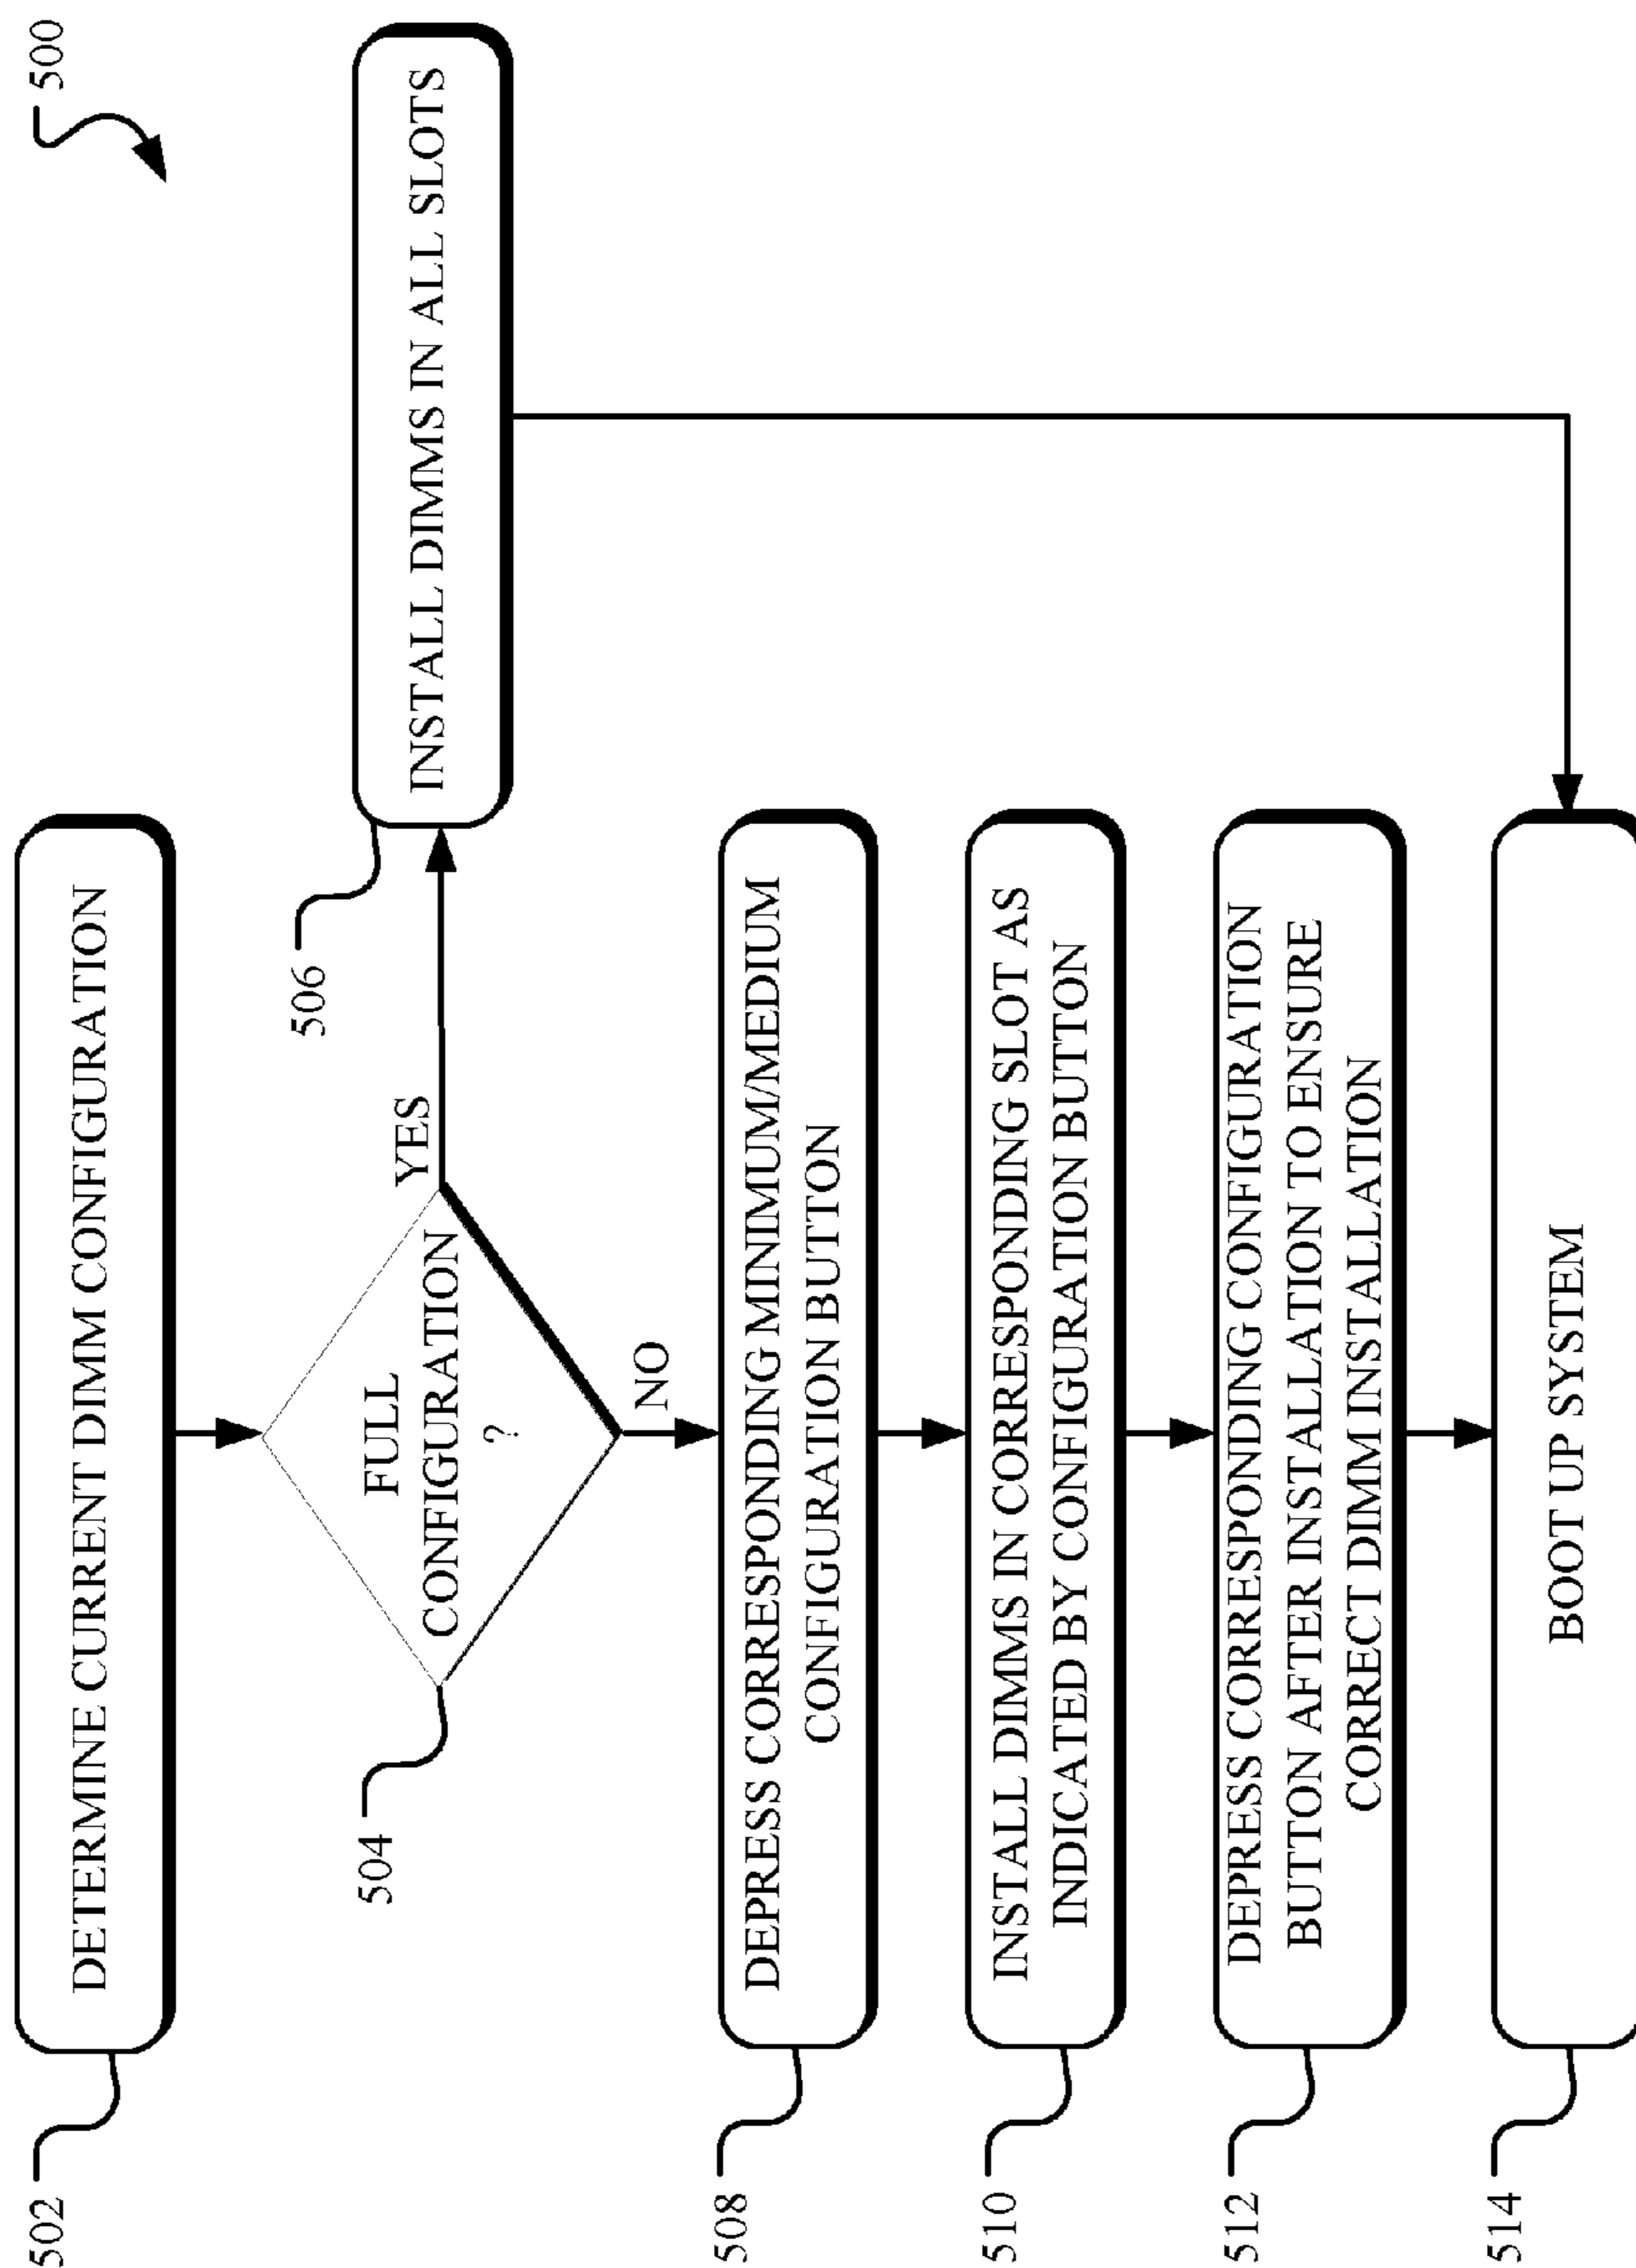 500
502
DETERMINE CURRENT DIMM CONFIGURATION
504
FULL
CONFIGURATION
?
YES
506
INSTALL DIMMS IN ALL SLOTS
NO
508
DEPRESS CORRESPONDING MINIMUM/MEDIUM
CONFIGURATION BUTTON
510
INSTALL DIMMS IN CORRESPONDING SLOT AS
INDICATED BY CONFIGURATION BUTTON
512
DEPRESS CORRESPONDING CONFIGURATION
BUTTON AFTER INSTALLATION TO ENSURE
CORRECT DIMM INSTALLATION
514
BOOT UP SYSTEM